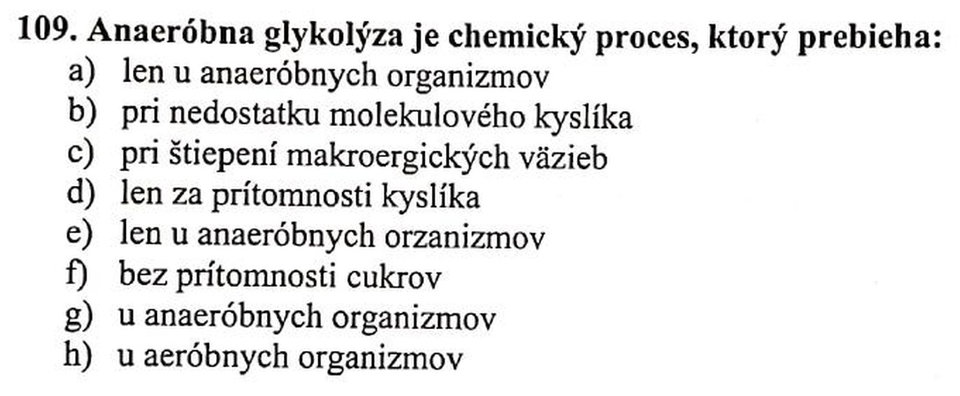 109. Anaeróbna glykolýza je chemický proces, ktorý prebieha:
a) len u anaeróbnych organizmov
b) pri nedostatku molekulového kyslíka
c) pri štiepení makroergických väzieb
d) len za prítomnosti kyslíka
e) len u anaeróbnych orzanizmov
f) bez prítomnosti cukrov
g) u anaeróbnych organizmov
h) u aeróbnych organizmov